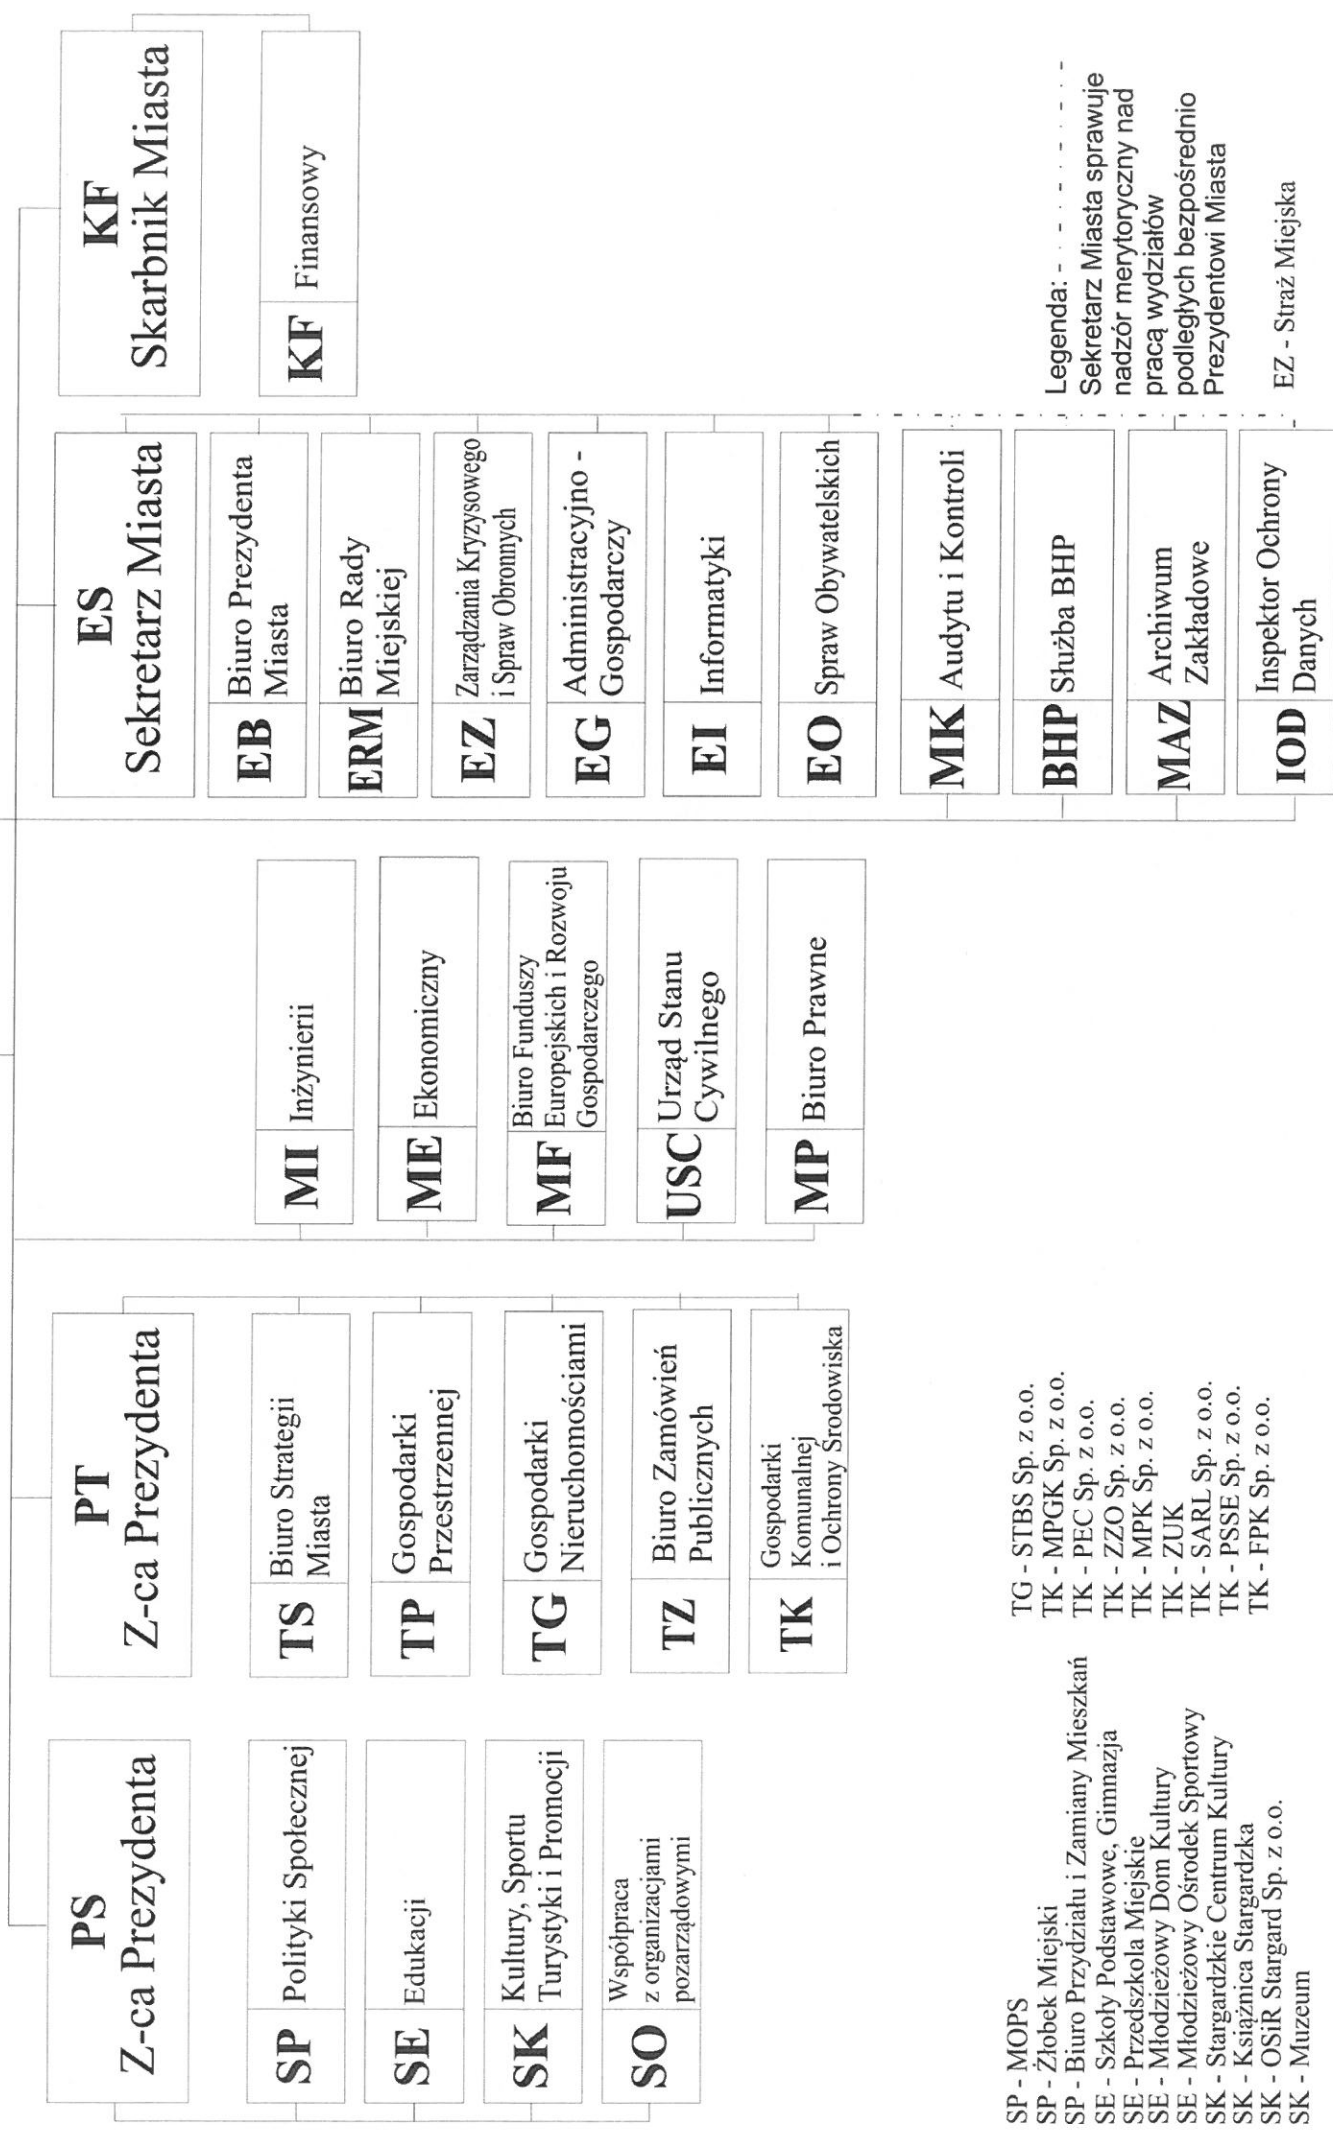 PS
Z-ca Prezydenta
SP
Polityki Społecznej
SE
Edukacji
SK
Kultury, Sportu
Turystyki i Promocji
SO
Współpraca
z organizacjami
pozarządowymi
PT
Z-ca Prezydenta
TS
Biuro Strategii
Miasta
TP
Gospodarki
Przestrzennej
TG
Gospodarki
Nieruchomościami
TZ
Biuro Zamówień
Publicznych
TK
Gospodarki
Komunalnej
i Ochrony Środowiska
MI
Inżynierii
ME
Ekonomiczny
MF
Biuro Funduszy
Europejskich i Rozwoju
Gospodarczego
USC
Urząd Stanu
Cywilnego
MP
Biuro Prawne
ES
Sekretarz Miasta
EB
Biuro Prezydenta
Miasta
ERM
Biuro Rady
Miejskiej
EZ
Zarządzania Kryzysowego
i Spraw Obronnych
EG
Administracyjno -
Gospodarczy
EI
Informatyki
EO
Spraw Obywatelskich
MK
Audytu i Kontroli
BHP
Służba BHP
MAZ
Archiwum
Zakładowe
IOD
Inspektor Ochrony
Danych
KF
Skarbnik Miasta
KF
Finansowy
SP - MOPS
SP - Żłobek Miejski
SP - Biuro Przydziału i Zamiany Mieszkań
SE - Szkoły Podstawowe, Gimnazja
SE - Przedszkola Miejskie
SE - Młodzieżowy Dom Kultury
SE - Młodzieżowy Ośrodek Sportowy
SK - Stargardzkie Centrum Kultury
SK - Książnica Stargardzka
SK - OSiR Stargard Sp. z o.o.
SK - Muzeum
TG - STBS Sp. z o.o.
TK - MPGK Sp. z o.o.
TK - PEC Sp. z o.o.
TK - ZZO Sp. z o.o.
TK - MPK Sp. z o.o.
TK - ZUK
TK - SARL Sp. z o.o.
TK - PSSE Sp. z o.o.
TK - FPK Sp. z o.o.
Legenda:
Sekretarz Miasta sprawuje
nadzór merytoryczny nad
pracą wydziałów
podległych bezpośrednio
Prezydentowi Miasta
EZ - Straż Miejska